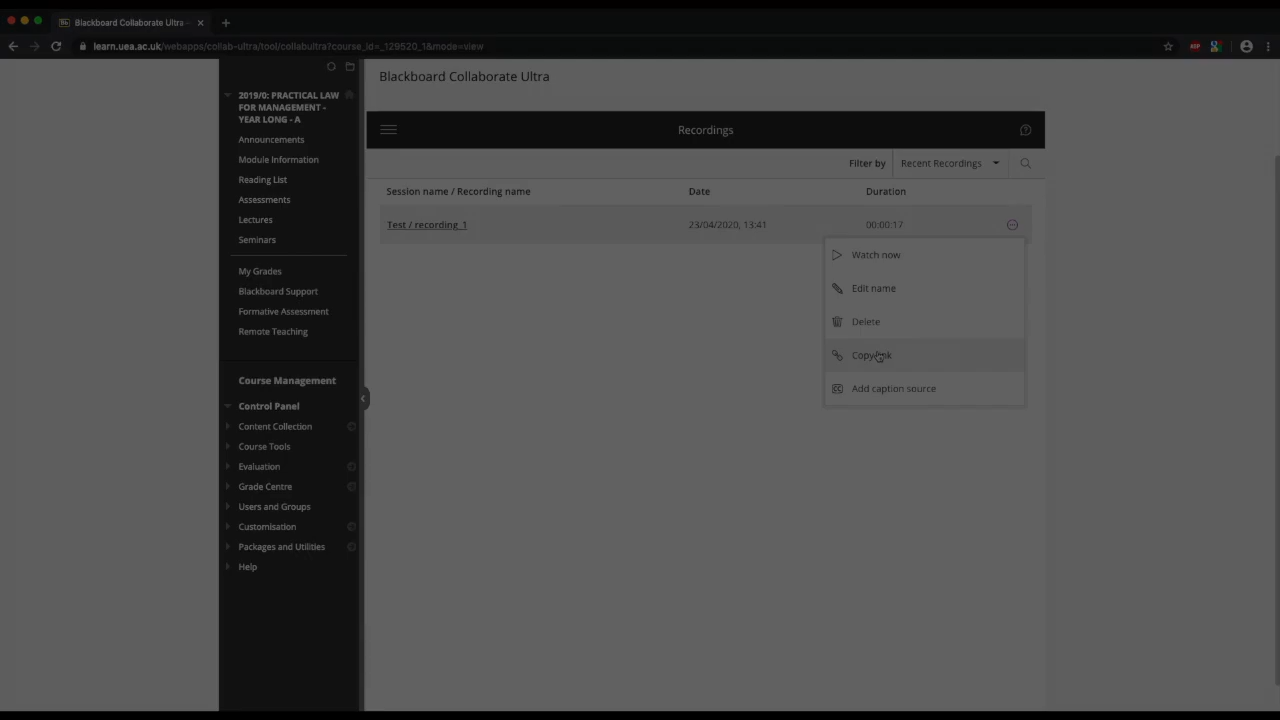 Blackboard Collaborate Ultra –
learn.uea.ac.uk/webapps/collab-ultra/tool/collabultra?course_id=_129520_1&mode=view
ABP
2019/0: PRACTICAL LAW
FOR MANAGEMENT -
YEAR LONG - A
Announcements
Module Information
Reading List
Assessments
Lectures
Seminars
My Grades
Blackboard Support
Formative Assessment
Remote Teaching
Course Management
Control Panel
Content Collection
Course Tools
Evaluation
Grade Centre
Users and Groups
Customisation
Packages and Utilities
Help
Blackboard Collaborate Ultra
Recordings
Filter by Recent Recordings
Session name / Recording name Date Duration
Test / recording_1 23/04/2020, 13:41 00:00:17
Watch now
Edit name
Delete
Copy link
Add caption source